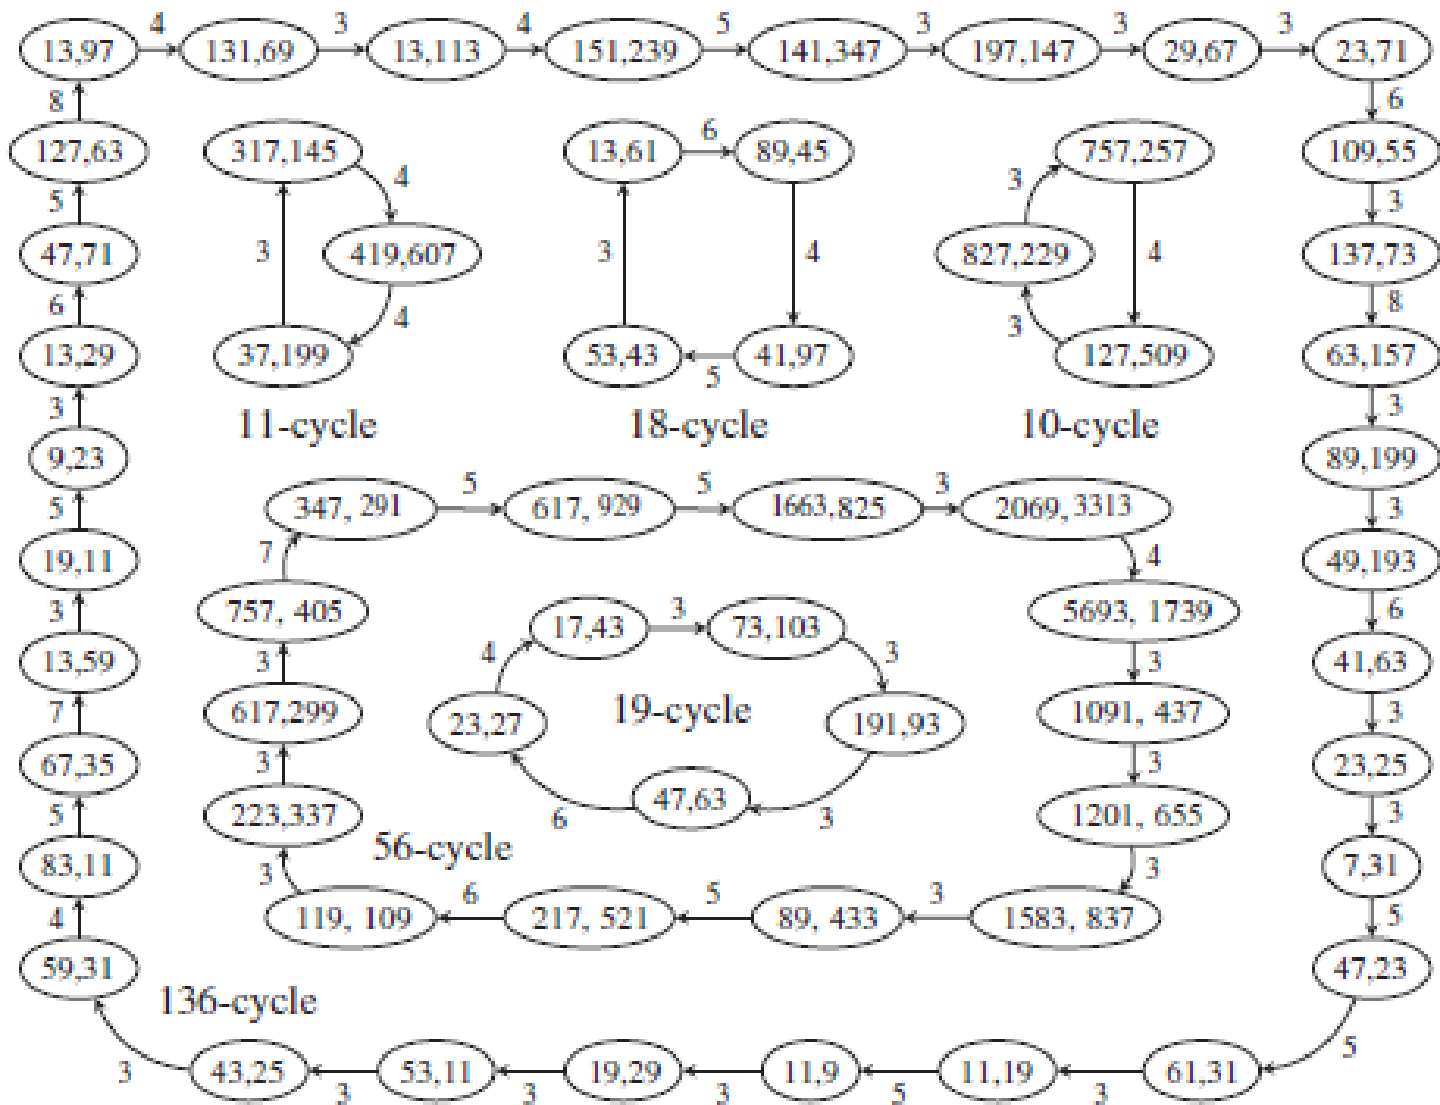 4 3 4 5 3 3 3
13,97 131,69 13,113 151,239 141,347 197,147 29,67 23,71
8 6
127,63 317,145 13,61 6 89,45 757,257 109,55
5 4 3 3
47,71 3 419,607 3 4 827,229 4 137,73
6 4 3 8
13,29 37,199 53,43 5 41,97 127,509 63,157
3 11-cycle 18-cycle 10-cycle 3
9,23 89,199
5 347, 291 5 617, 929 5 1663,825 3 2069, 3313 3
19,11 7 4 49,193
3 757, 405 17,43 3 73,103 5693, 1739 6
13,59 3 4 3 3 41,63
7 617,299 23,27 19-cycle 191,93 1091, 437 3
67,35 3 47,63 3 23,25
5 223,337 6 3 1201, 655 3
83,11 3 56-cycle 3 7,31
4 119, 109 6 217, 521 5 89, 433 3 1583, 837 5
59,31 47,23
136-cycle
3 43,25 3 53,11 3 19,29 3 11,9 5 11,19 3 61,31 5